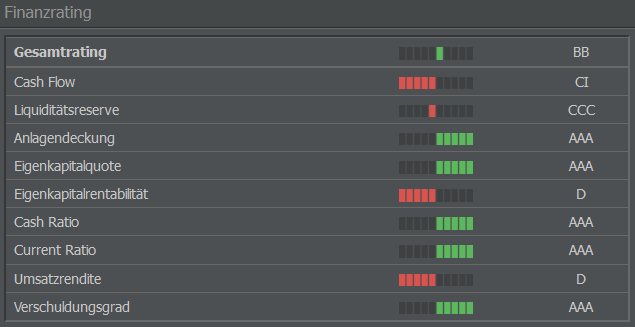 Finanzrating
Gesamtrating BB
Cash Flow CI
Liquiditätsreserve CCC
Anlagendeckung AAA
Eigenkapitalquote AAA
Eigenkapitalrentabilität D
Cash Ratio AAA
Current Ratio AAA
Umsatzrendite D
Verschuldungsgrad AAA